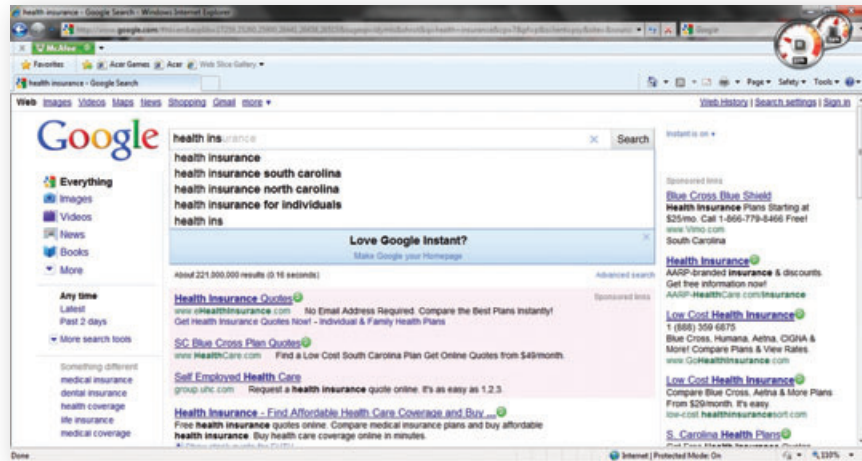 health insurance - Google Search - Windows Internet Explorer
Google
McAfee
Favorites Acer Games Acer Web Slice Gallery
health insurance - Google Search
Page Safety Tools
Web Images Videos Maps News Shopping Gmail more
Web History | Search settings | Sign in
Google
health insurance
Search
Instant is on
health insurance
health insurance south carolina
health insurance north carolina
health insurance for individuals
health ins
Love Google Instant?
Make Google your Homepage
About 221,000,000 results (0.16 seconds)
Advanced search
Everything
Images
Videos
News
Books
More
Any time
Latest
Past 2 days
More search tools
Something different
medical insurance
dental insurance
health coverage
life insurance
medical coverage
Health Insurance Quotes
Sponsored links
www.eHealthInsurance.com No Email Address Required. Compare the Best Plans Instantly!
Get Health Insurance Quotes Now! - Individual & Family Health Plans
SC Blue Cross Plan Quotes
www.HealthCare.com Find a Low Cost South Carolina Plan Get Online Quotes from $49/month.
Self Employed Health Care
group.uhc.com Request a health insurance quote online. It's as easy as 1,2,3.
Health Insurance - Find Affordable Health Care Coverage and Buy ...
Free health insurance quotes online. Compare medical insurance plans and buy affordable
health insurance. Buy health care coverage online in minutes.
Sponsored links
Blue Cross Blue Shield
Health Insurance Plans Starting at
$25/mo. Call 1-866-779-8466 Free!
www.Vimo.com
South Carolina
Health Insurance
AARP-branded insurance & discounts.
Get free information now!
AARP-HealthCare.com/Insurance
Low Cost Health Insurance
1 (888) 359 6875
Blue Cross, Humana, Aetna, CIGNA &
More! Compare Plans & View Rates.
www.GoHealthInsurance.com
Low Cost Health Insurance
Compare Blue Cross, Aetna & More Plans
From $29/month. It's easy.
low-cost.healthinsurancesort.com
S. Carolina Health Plans
Done
Internet | Protected Mode: On
110%